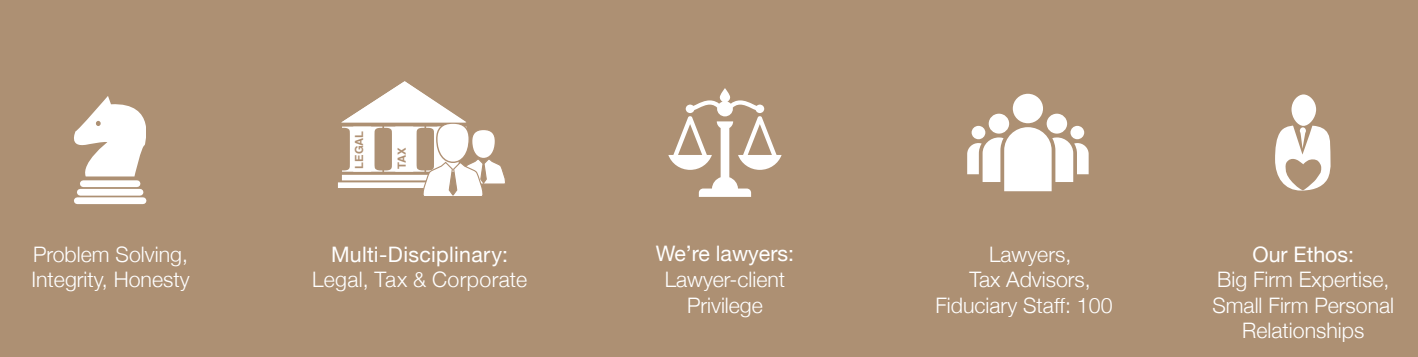 LEGAL
TAX
Problem Solving,
Integrity, Honesty
Multi-Disciplinary:
Legal, Tax & Corporate
We’re lawyers:
Lawyer-client
Privilege
Lawyers,
Tax Advisors,
Fiduciary Staff: 100
Our Ethos:
Big Firm Expertise,
Small Firm Personal
Relationships